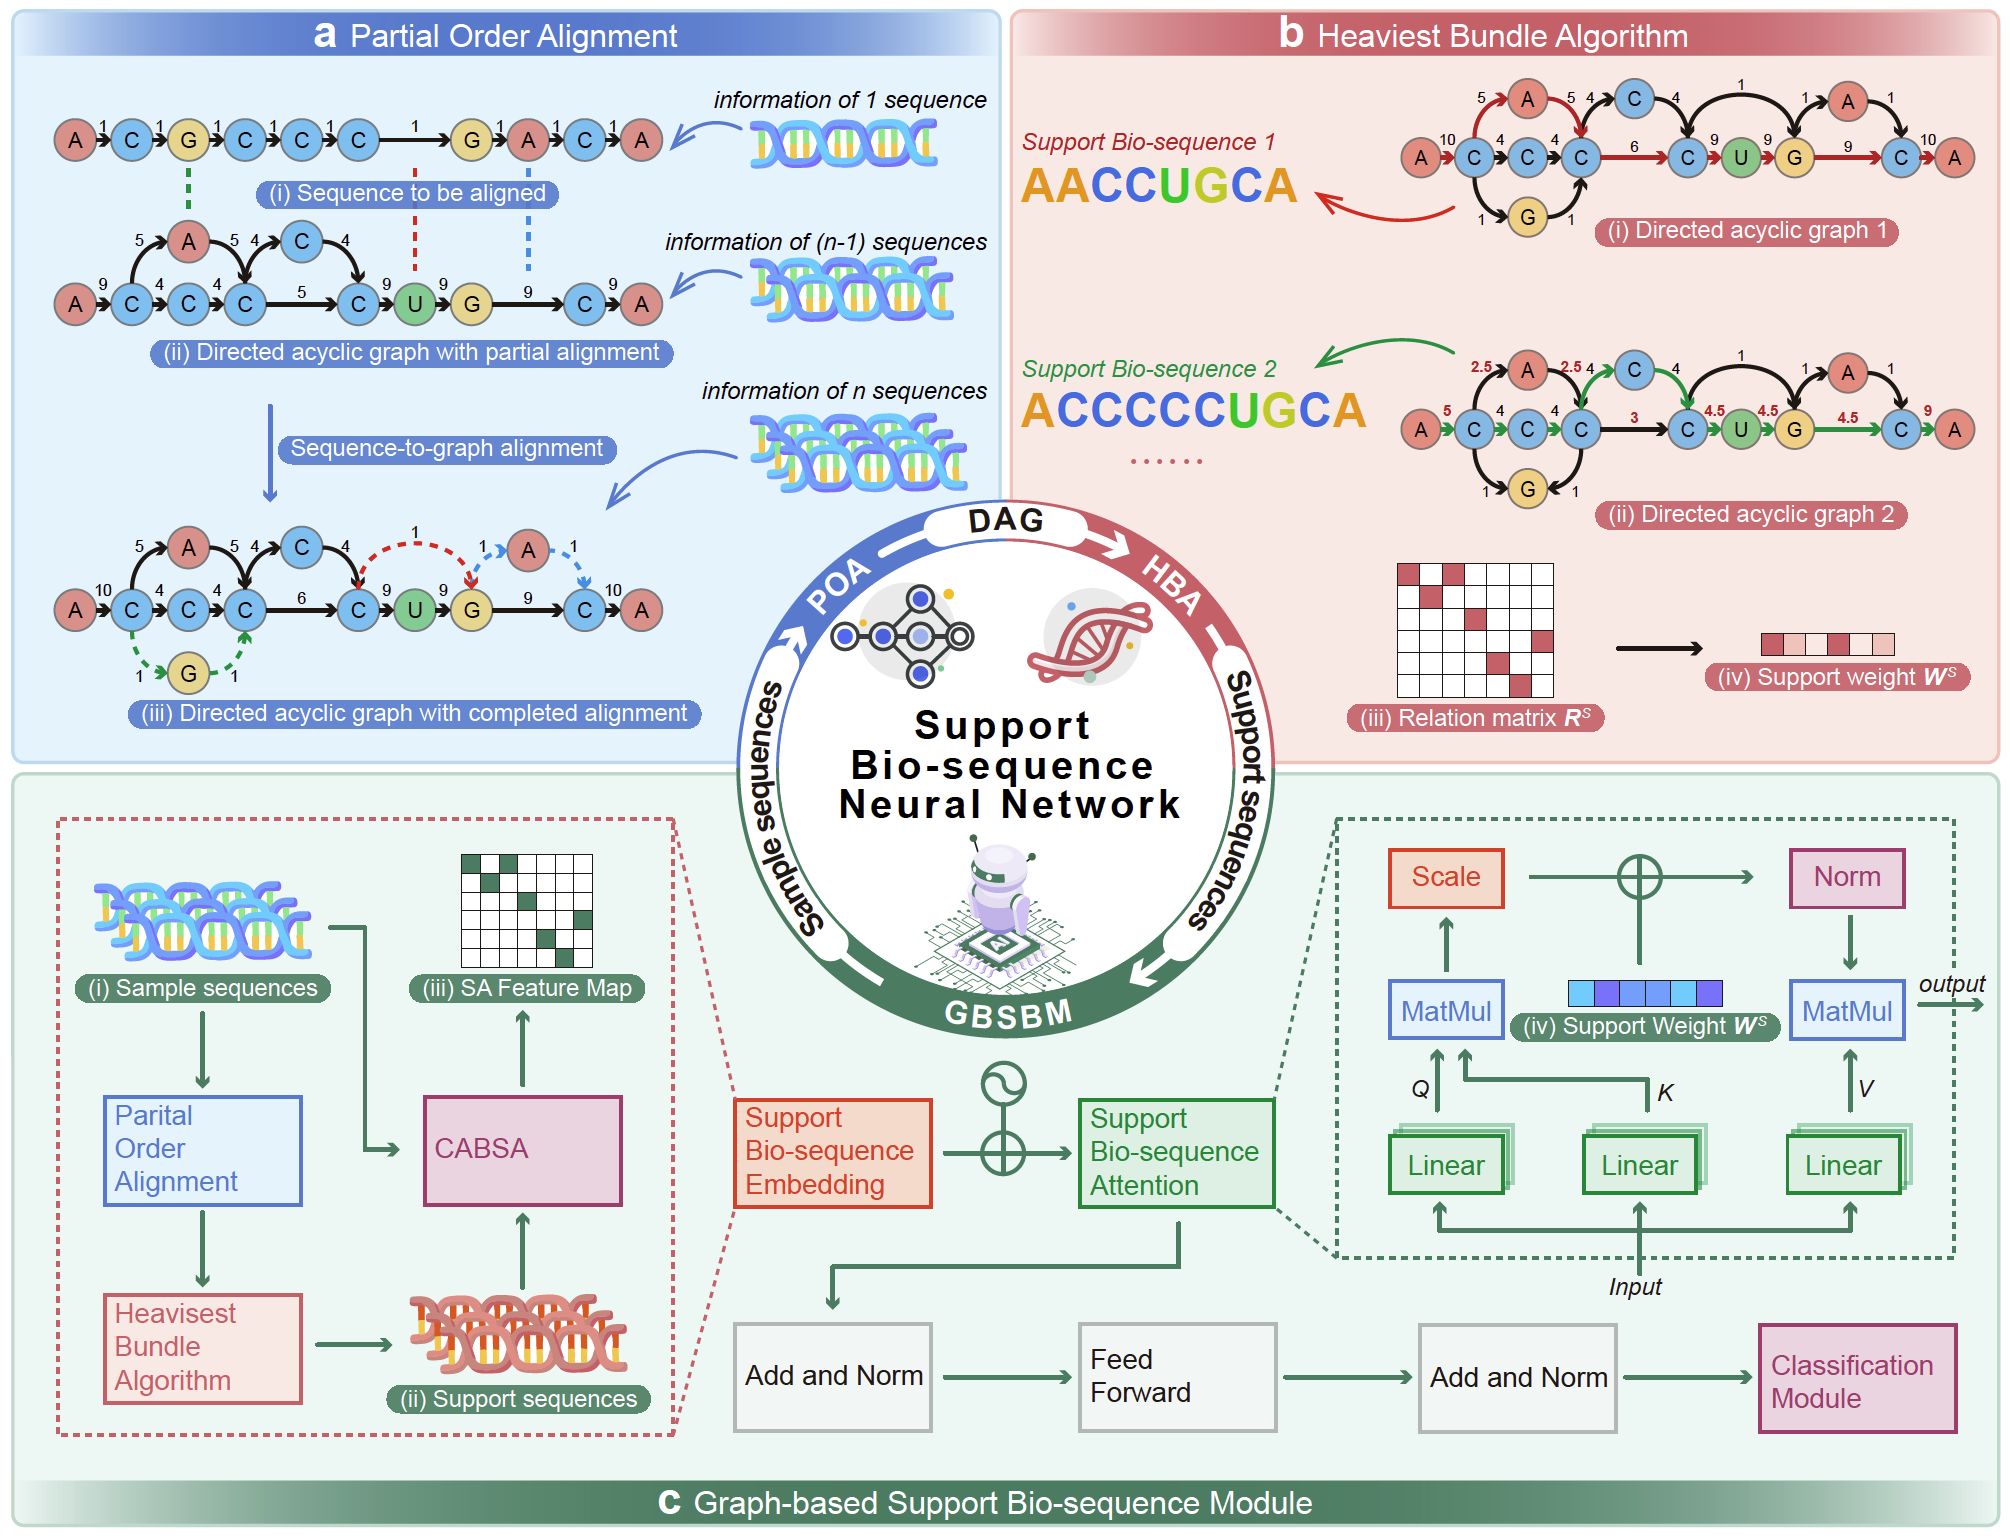 a Partial Order Alignment
information of 1 sequence
A 1 C 1 G 1 C 1 C 1 C 1 G 1 A 1 C 1 A
(i) Sequence to be aligned
information of (n-1) sequences
5 A 5 4 C 4
A 9 C 4 C 4 C 5 C 9 U 9 G 9 C 9 A
(ii) Directed acyclic graph with partial alignment
information of n sequences
Sequence-to-graph alignment
5 A 5 4 C 4 1 1 A 1
A 10 C 4 C 4 C 6 C 9 U 9 G 9 C 10 A
1 G 1
(iii) Directed acyclic graph with completed alignment
b Heaviest Bundle Algorithm
Support Bio-sequence 1
AACCUGCA
5 A 5 4 C 4 1 1 A 1
A 10 C 4 C 4 C 6 C 9 U 9 G 9 C 10 A
1 G 1
(i) Directed acyclic graph 1
Support Bio-sequence 2
ACCCCCUGCA
......
2.5 A 2.5 4 C 4 1 1 A 1
A 5 C 4 C 4 C 3 C 4.5 U 4.5 G 4.5 C 9 A
1 G 1
(ii) Directed acyclic graph 2
(iii) Relation matrix R^S
(iv) Support weight W^S
DAG
POA
HBA
Sample sequences
Support sequences
GBSBM
Support
Bio-sequence
Neural Network
AI
(i) Sample sequences
(iii) SA Feature Map
Parital
Order
Alignment
CABSA
Heavisest
Bundle
Algorithm
(ii) Support sequences
Support
Bio-sequence
Embedding
Support
Bio-sequence
Attention
Scale
Norm
MatMul
(iv) Support Weight W^S
MatMul
output
Q
K
V
Linear
Linear
Linear
Input
Add and Norm
Feed
Forward
Add and Norm
Classification
Module
c Graph-based Support Bio-sequence Module